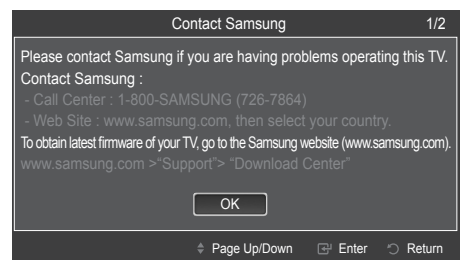 Contact Samsung 1/2
Please contact Samsung if you are having problems operating this TV.
Contact Samsung :
- Call Center : 1-800-SAMSUNG (726-7864)
- Web Site : www.samsung.com, then select your country.
To obtain latest firmware of your TV, go to the Samsung website (www.samsung.com).
www.samsung.com >“Support”> “Download Center”
OK
Page Up/Down Enter Return